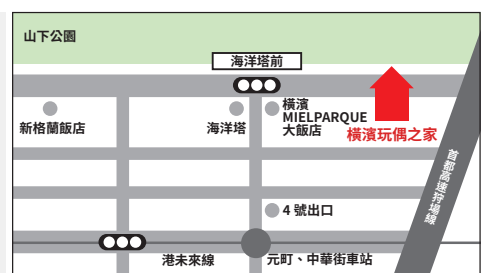 山下公園
海洋塔前
新格蘭飯店
海洋塔
橫濱
MIELPARQUE
大飯店
橫濱玩偶之家
首都高速狩場線
4 號出口
港未來線
元町、中華街車站